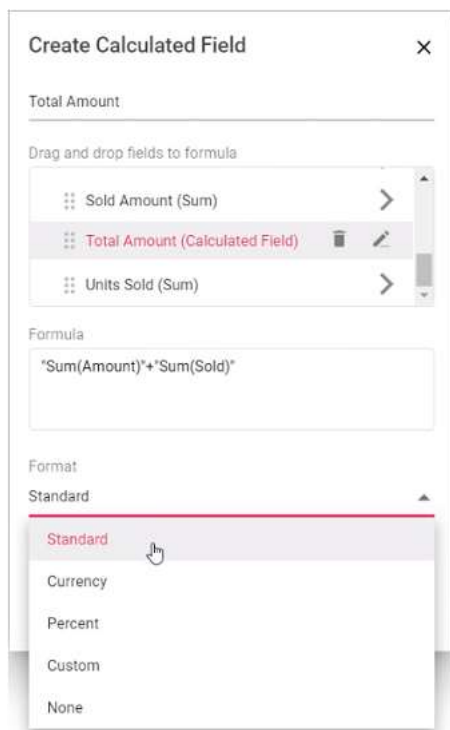 Create Calculated Field
Total Amount
Drag and drop fields to formula
Sold Amount (Sum)
Total Amount (Calculated Field)
Units Sold (Sum)
Formula
"Sum(Amount)"+"Sum(Sold)"
Format
Standard
Standard
Currency
Percent
Custom
None